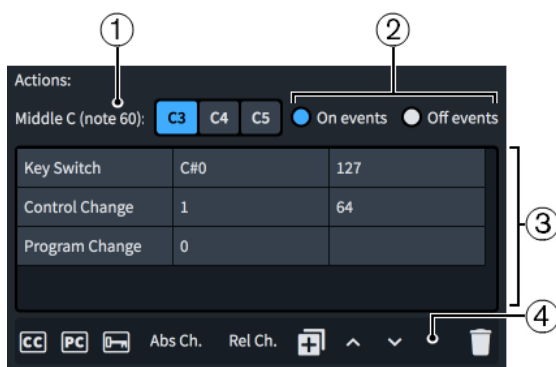 1 2
Actions:
Middle C (note 60): C3 C4 C5 On events Off events
Key Switch C#0 127
Control Change 1 64
Program Change 0
3
4
CC PC Abs Ch. Rel Ch.